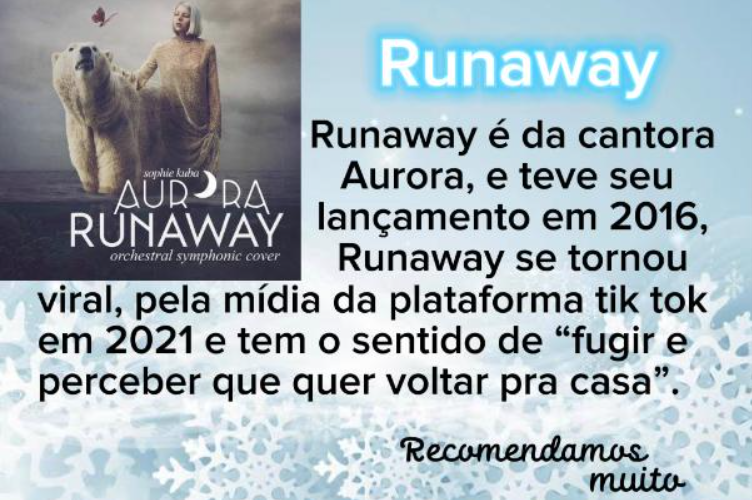 Runaway
sophie kuba
AURORA
RUNAWAY
orchestral symphonic cover
Runaway é da cantora
Aurora, e teve seu
lançamento em 2016,
Runaway se tornou
viral, pela mídia da plataforma tik tok
em 2021 e tem o sentido de “fugir e
perceber que quer voltar pra casa”.
Recomendamos
muito